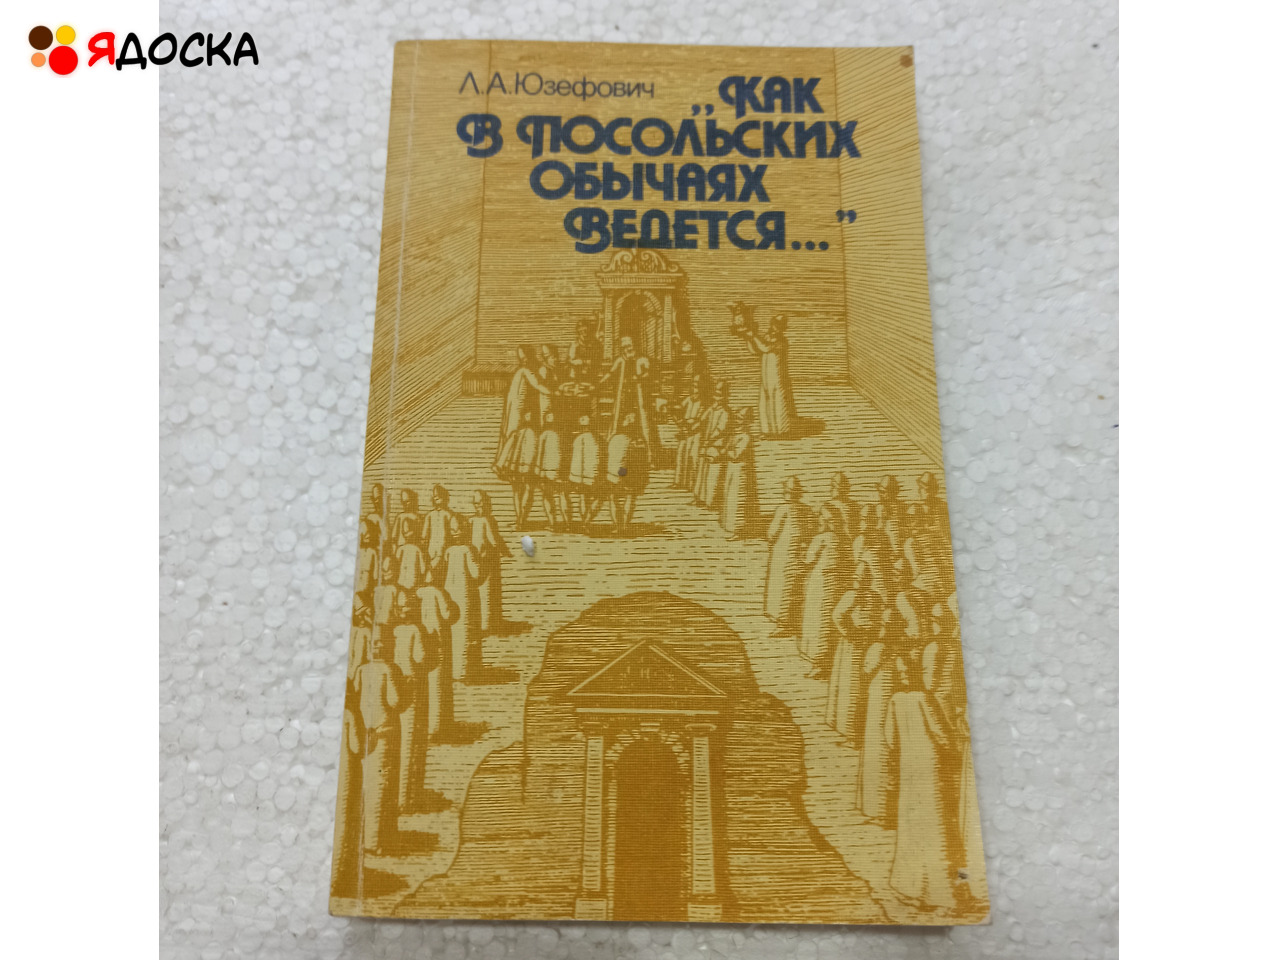 ЯДОСКА
Л.А.Юзефович
„Как
в посольских
обычаях
ведется...”